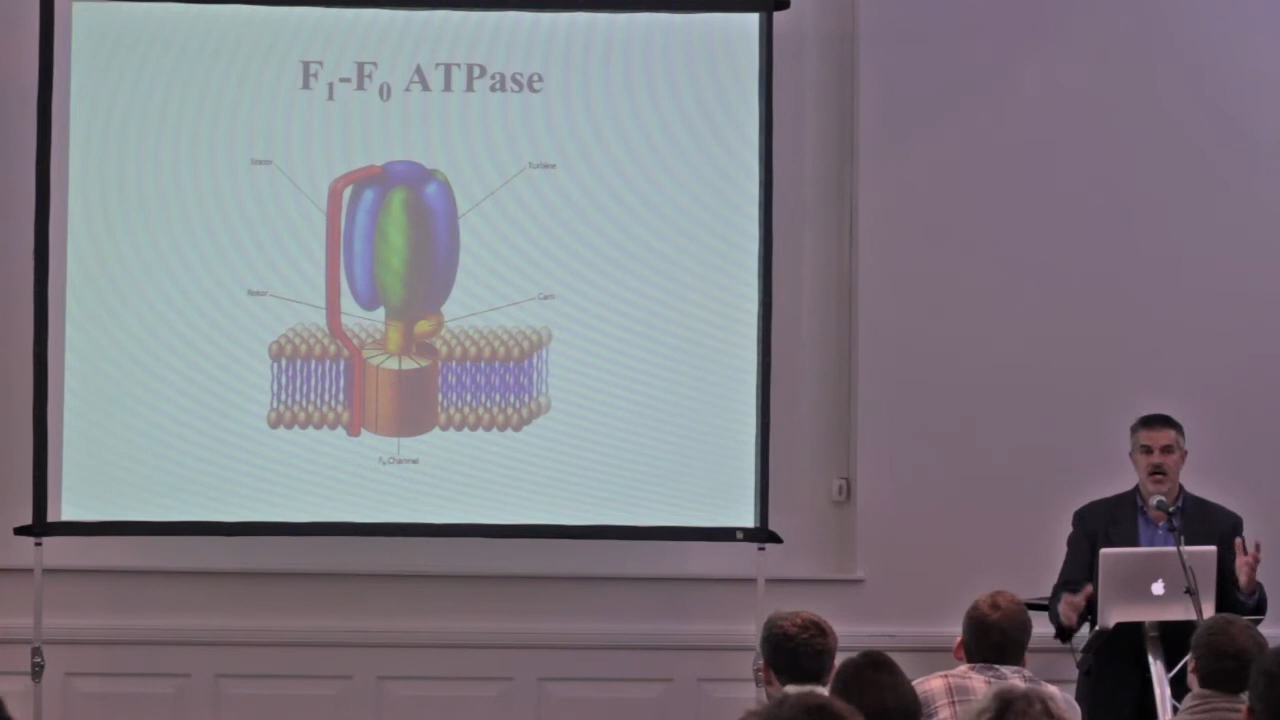 F₁-F₀ ATPase
Stator
Turbine
Rotor
Cam
F₀ Channel